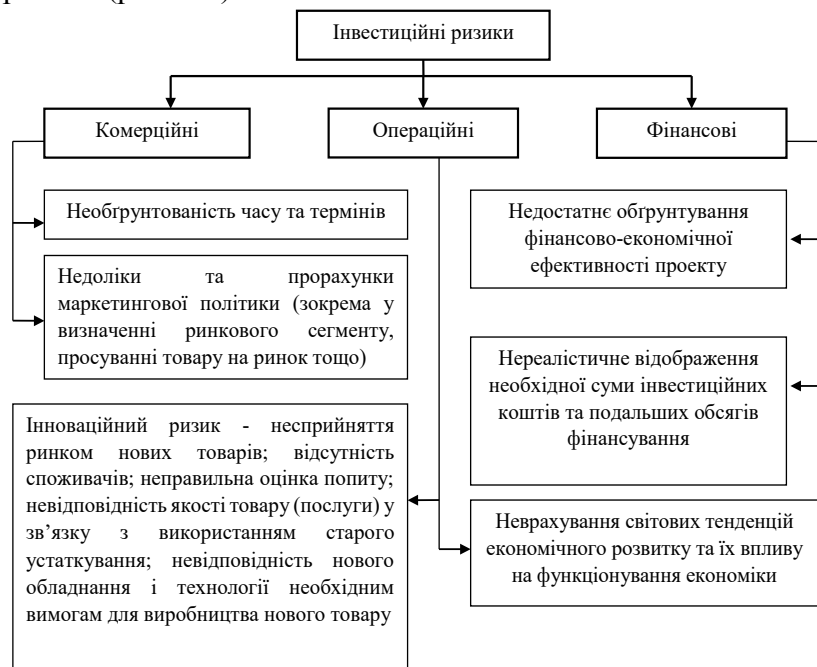 Інвестиційні ризики
Комерційні
Операційні
Фінансові
Необґрунтованість часу та термінів
Недоліки та прорахунки
маркетингової політики (зокрема у
визначенні ринкового сегменту,
просуванні товару на ринок тощо)
Інноваційний ризик - несприйняття
ринком нових товарів; відсутність
споживачів; неправильна оцінка попиту;
невідповідність якості товару (послуги) у
зв’язку з використанням старого
устаткування; невідповідність нового
обладнання і технології необхідним
вимогам для виробництва нового товару
Недостатнє обґрунтування
фінансово-економічної
ефективності проекту
Нереалістичне відображення
необхідної суми інвестиційних
коштів та подальших обсягів
фінансування
Неврахування світових тенденцій
економічного розвитку та їх впливу
на функціонування економіки